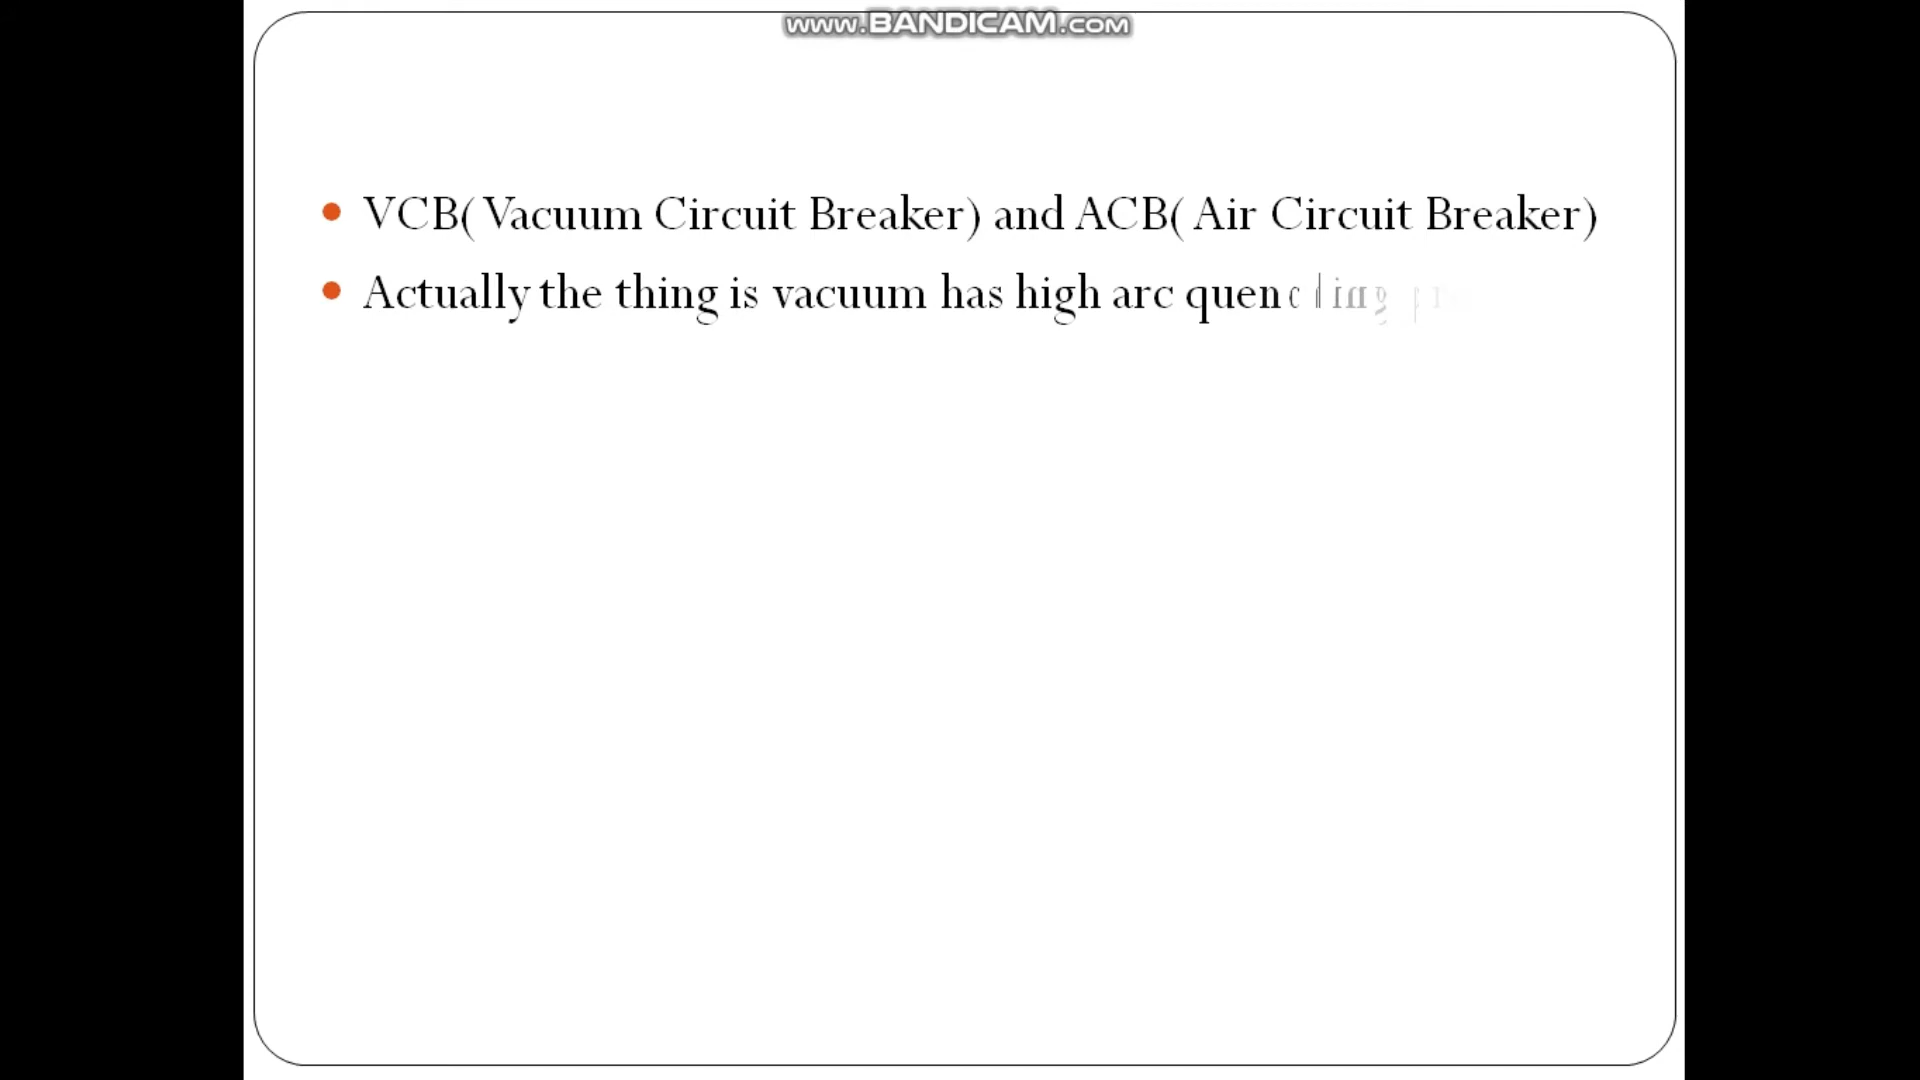 www.BANDICAM.com
VCB( Vacuum Circuit Breaker) and ACB( Air Circuit Breaker)
Actually the thing is vacuum has high arc